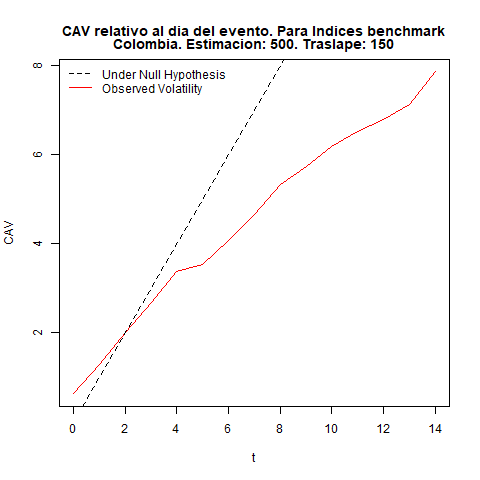 CAV relativo al dia del evento. Para Indices benchmark
Colombia. Estimacion: 500. Traslape: 150
Under Null Hypothesis
Observed Volatility
8
6
4
2
CAV
0 2 4 6 8 10 12 14
t